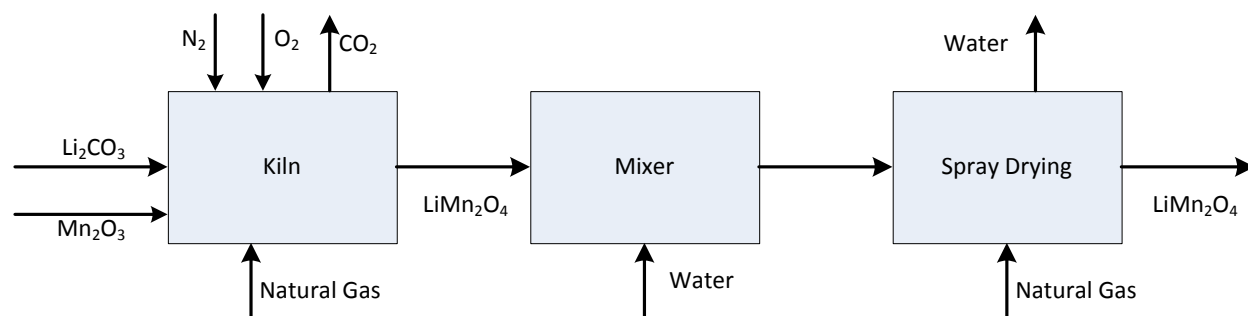 N₂
O₂
CO₂
Water
Li₂CO₃
Kiln
Mixer
Spray Drying
Mn₂O₃
LiMn₂O₄
LiMn₂O₄
Natural Gas
Water
Natural Gas